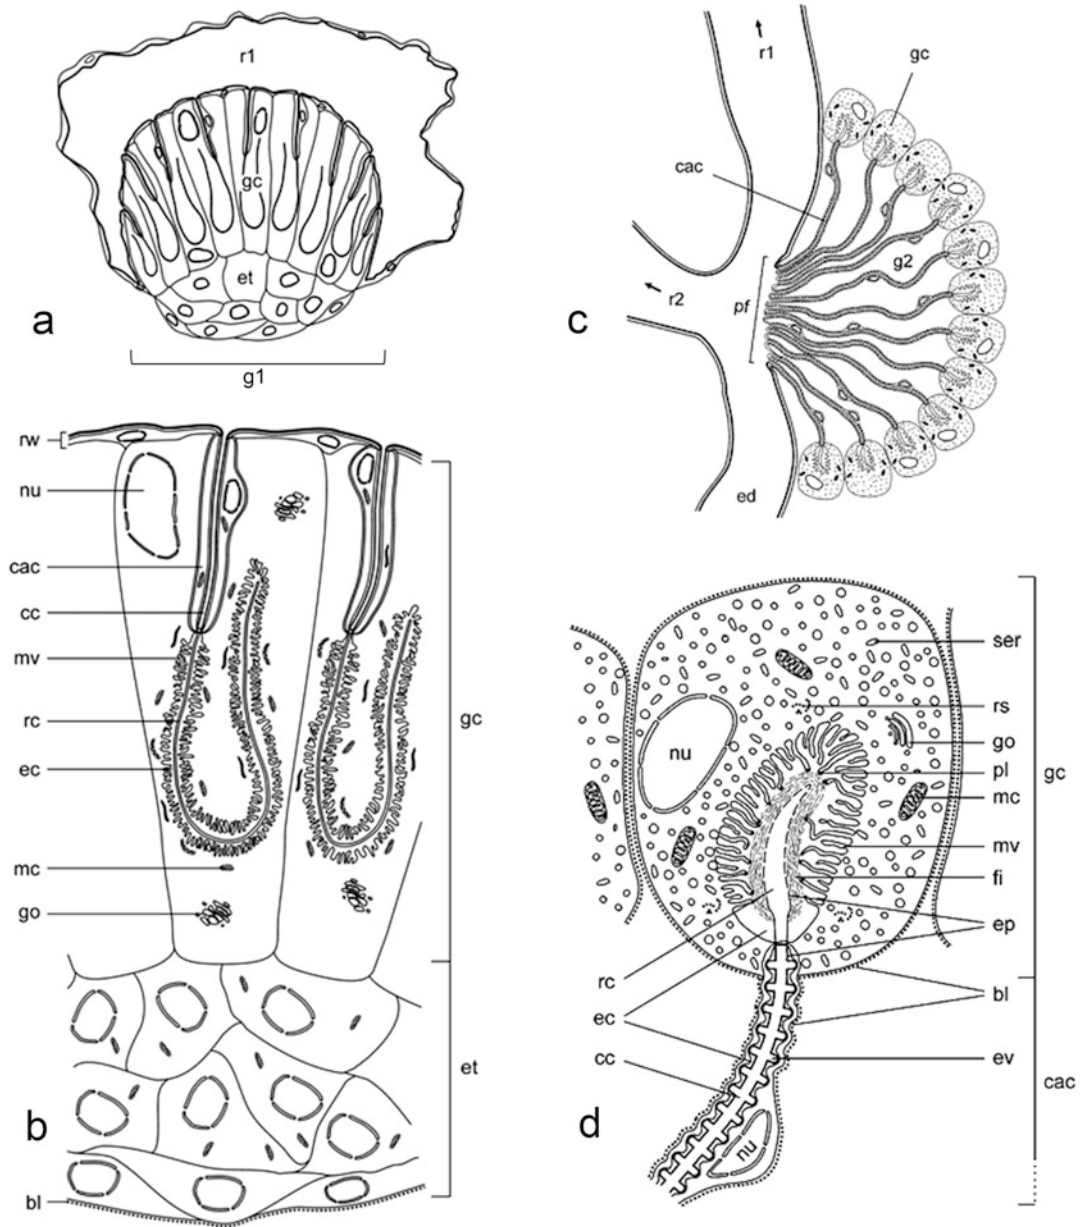 r1
gc
et
a
g1
r1
gc
cac
g2
r2
pf
c
ed
rw
nu
cac
cc
mv
rc
ec
mc
go
gc
et
b
bl
ser
rs
go
pl
mc
mv
fi
ep
bl
ev
nu
rc
ec
cc
nu
d
gc
cac